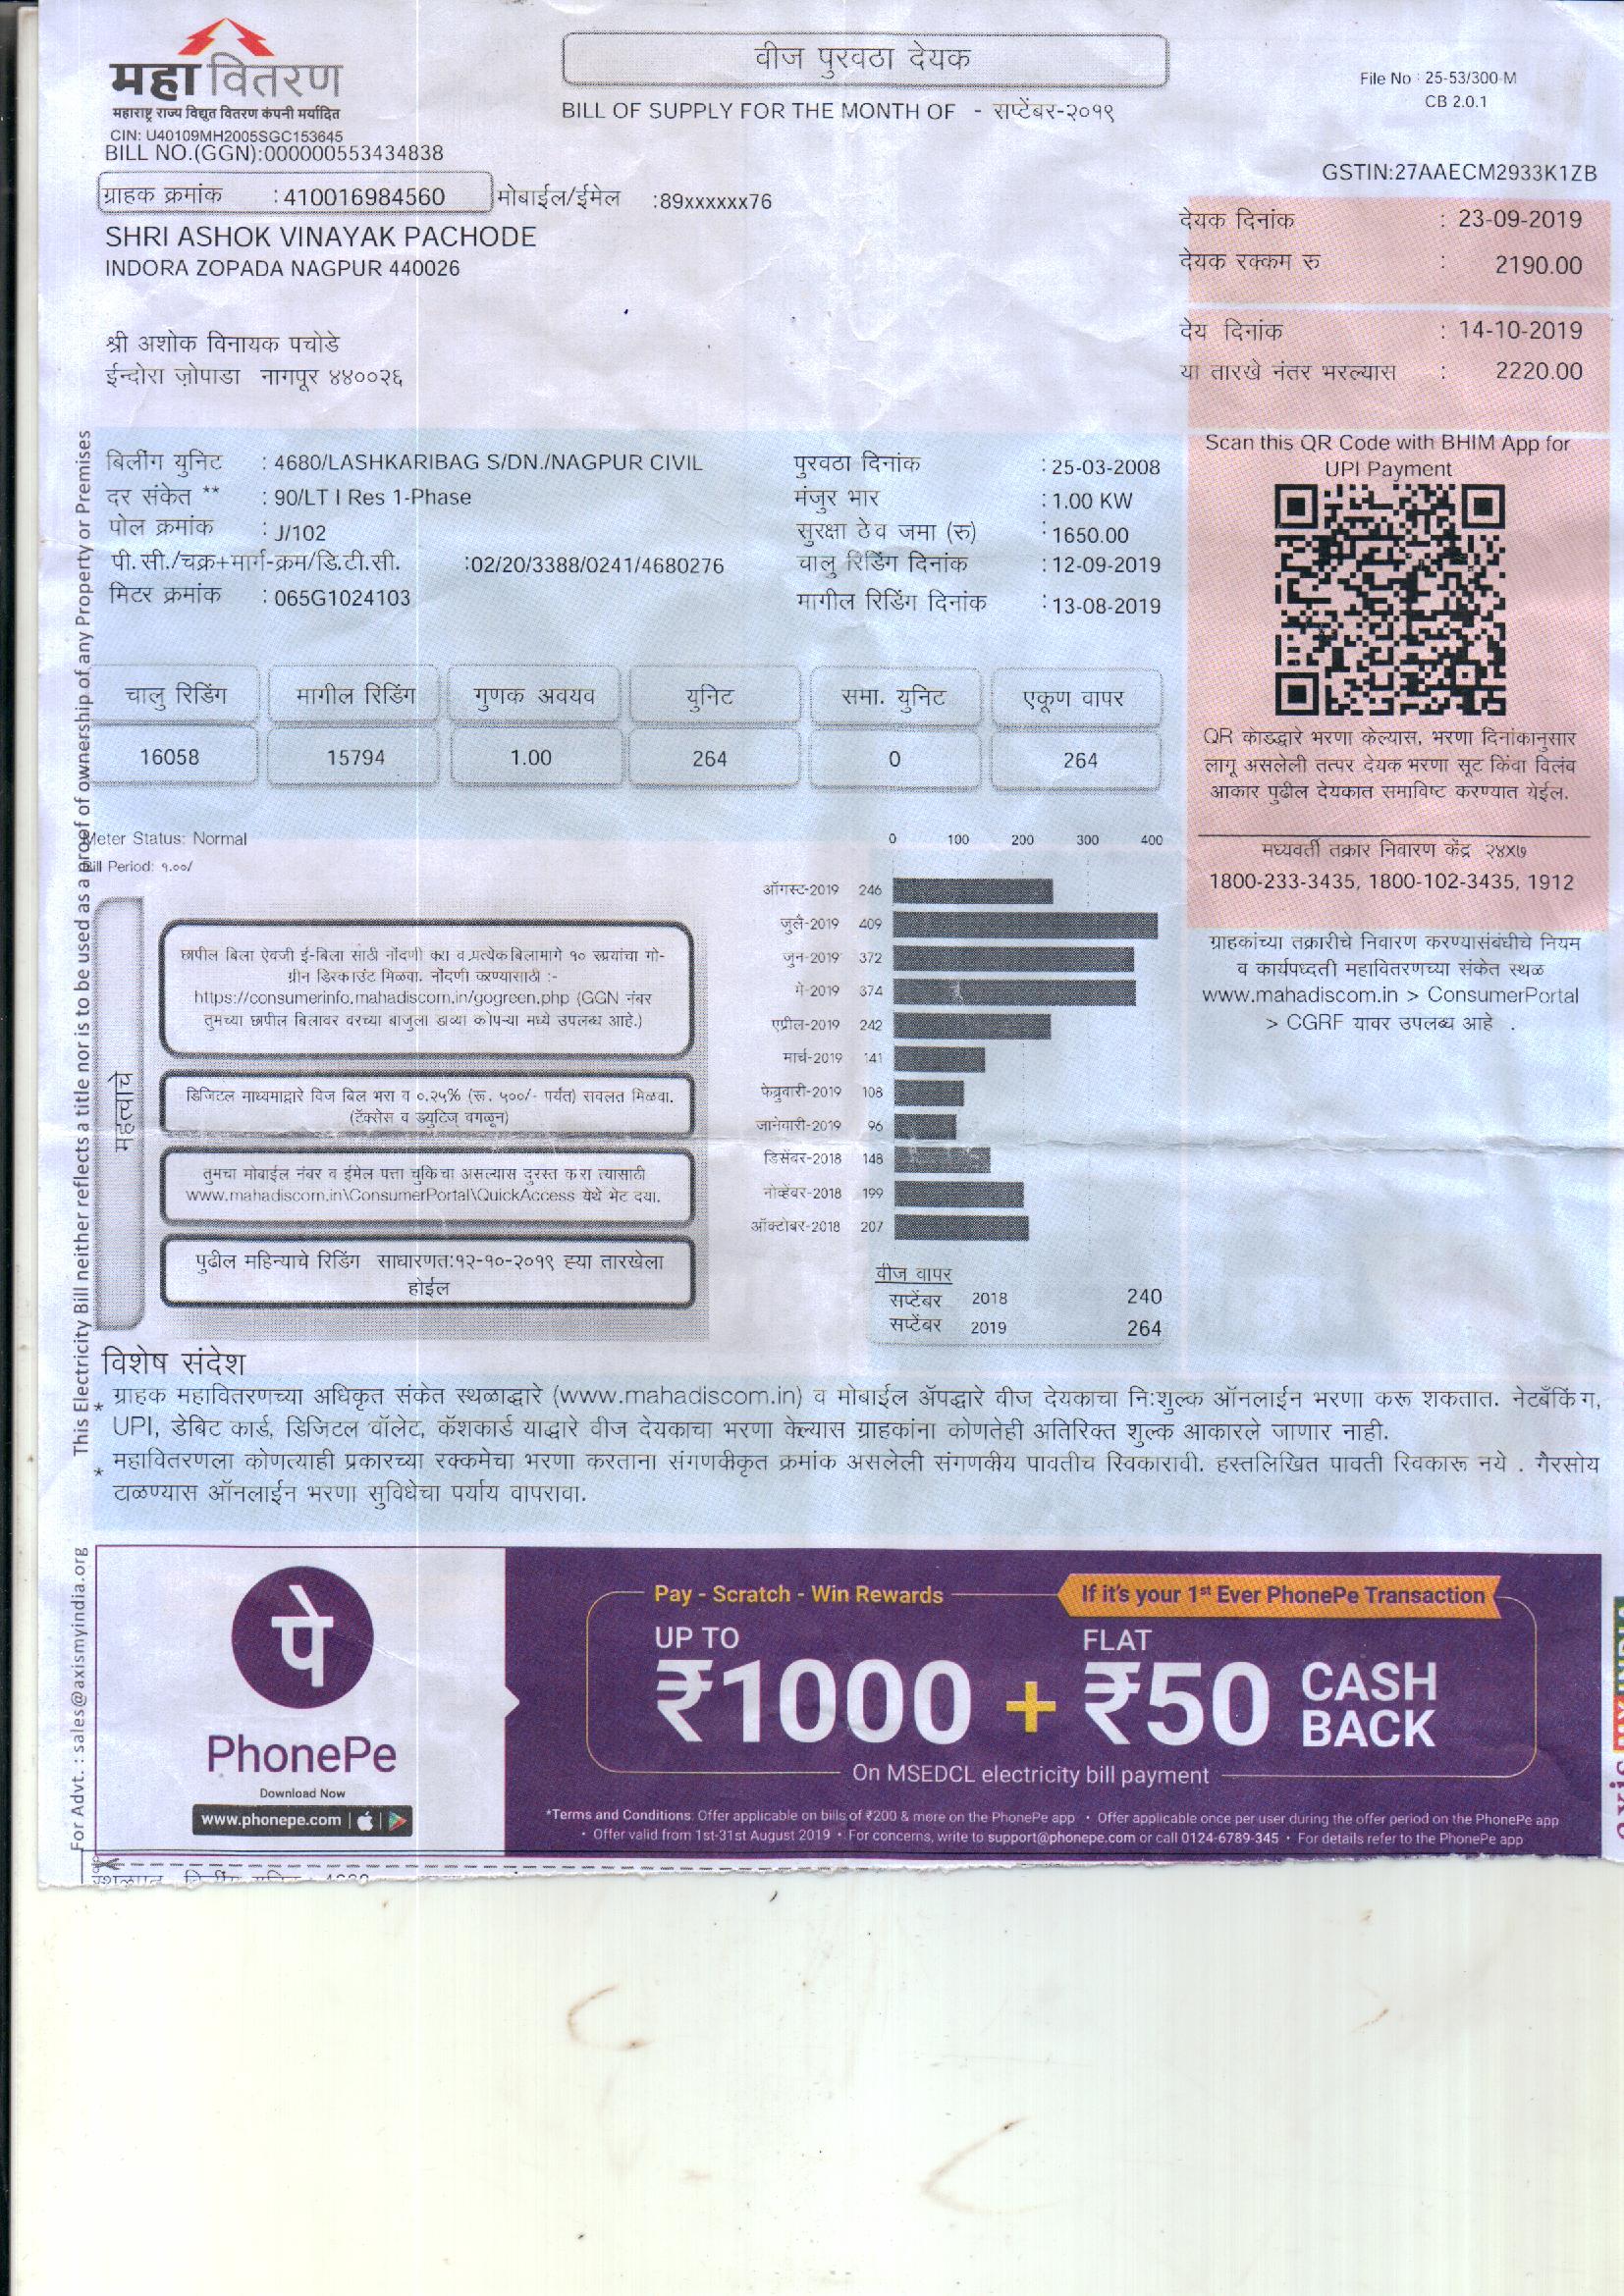 महावितरण
महाराष्ट्र राज्य विद्युत वितरण कंपनी मर्यादित
CIN: U40109MH2005SGC153645
BILL NO.(GGN):000000553434838
वीज पुरवठा देयक
BILL OF SUPPLY FOR THE MONTH OF - सप्टेंबर-२०१९
File No : 25-53/300-M
CB 2.0.1
GSTIN:27AAECM2933K1ZB
ग्राहक क्रमांक :410016984560 मोबाईल/ईमेल :89xxxxxx76
SHRI ASHOK VINAYAK PACHODE
INDORA ZOPADA NAGPUR 440026
श्री अशोक विनायक पचोडे
ईन्दोरा ज़ोपाडा नागपूर ४४००२६
देयक दिनांक : 23-09-2019
देयक रक्कम रु : 2190.00
देय दिनांक : 14-10-2019
या तारखे नंतर भरल्यास : 2220.00
बिलींग युनिट : 4680/LASHKARIBAG S/DN./NAGPUR CIVIL
दर संकेत ** : 90/LT I Res 1-Phase
पोल क्रमांक : J/102
पी.सी./चक्र+मार्ग-क्रम/डि.टी.सी. :02/20/3388/0241/4680276
मिटर क्रमांक : 065G1024103
पुरवठा दिनांक : 25-03-2008
मंजुर भार : 1.00 KW
सुरक्षा ठेव जमा (रु) : 1650.00
चालु रिडिंग दिनांक : 12-09-2019
मागील रिडिंग दिनांक : 13-08-2019
Scan this QR Code with BHIM App for
UPI Payment
QR कोडद्वारे भरणा केल्यास, भरणा दिनांकानुसार
लागू असलेली तत्पर देयक भरणा सूट किंवा विलंब
आकार पुढील देयकात समाविष्ट करण्यात येईल.
मध्यवर्ती तक्रार निवारण केंद्र २४X७
1800-233-3435, 1800-102-3435, 1912
ग्राहकांच्या तक्रारीचे निवारण करण्यासंबंधीचे नियम
व कार्यपध्दती महावितरणच्या संकेत स्थळ
www.mahadiscom.in > ConsumerPortal
> CGRF यावर उपलब्ध आहे .
चालु रिडिंग मागील रिडिंग गुणक अवयव युनिट समा. युनिट एकूण वापर
16058 15794 1.00 264 0 264
Meter Status: Normal
Bill Period: १.००/
महत्वाचे
छापील बिला ऐवजी ई-बिला साठी नोंदणी करा व प्रत्येक बिलामागे १० रुपयांचा गो-
ग्रीन डिस्काउंट मिळवा. नोंदणी करण्यासाठी :-
https://consumerinfo.mahadiscom.in/gogreen.php (GGN नंबर
तुमच्या छापील बिलावर वरच्या बाजुला डाव्या कोपऱ्या मध्ये उपलब्ध आहे.)
डिजिटल माध्यमाद्वारे विज बिल भरा व ०.२५% (रू. ५००/- पर्यंत) सवलत मिळवा.
(टॅक्सेस व ड्युटिज वगळून)
तुमचा मोबाईल नंबर व ईमेल पत्ता चुकिचा असल्यास दुरस्त करा त्यासाठी
www.mahadiscom.in\ConsumerPortal\QuickAccess येथे भेट दया.
पुढील महिन्याचे रिडिंग साधारणत:१२-१०-२०१९ ह्या तारखेला
होईल
0 100 200 300 400
ऑगस्ट-2019 246
जुलै-2019 409
जुन-2019 372
मे-2019 374
एप्रील-2019 242
मार्च-2019 141
फेब्रुवारी-2019 108
जानेवारी-2019 96
डिसेंबर-2018 148
नोव्हेंबर-2018 199
ऑक्टोबर-2018 207
वीज वापर
सप्टेंबर 2018 240
सप्टेंबर 2019 264
This Electricity Bill neither reflects a title nor is to be used as a proof of ownership of any Property or Premises
विशेष संदेश
* ग्राहक महावितरणच्या अधिकृत संकेत स्थळाद्धारे (www.mahadiscom.in) व मोबाईल ॲपद्धारे वीज देयकाचा नि:शुल्क ऑनलाईन भरणा करू शकतात. नेटबँकिंग,
UPI, डेबिट कार्ड, डिजिटल वॉलेट, कॅशकार्ड याद्धारे वीज देयकाचा भरणा केल्यास ग्राहकांना कोणतेही अतिरिक्त शुल्क आकारले जाणार नाही.
* महावितरणला कोणत्याही प्रकारच्या रक्कमेचा भरणा करताना संगणकीकृत क्रमांक असलेली संगणकीय पावतीच स्विकारावी. हस्तलिखित पावती स्विकारू नये . गैरसोय
टाळण्यास ऑनलाईन भरणा सुविधेचा पर्याय वापरावा.
For Advt. : sales@axismyindia.org
पे
PhonePe
Download Now
www.phonepe.com
Pay - Scratch - Win Rewards
If it's your 1st Ever PhonePe Transaction
UP TO
₹1000 + FLAT ₹50 CASH BACK
On MSEDCL electricity bill payment
*Terms and Conditions: Offer applicable on bills of ₹200 & more on the PhonePe app • Offer applicable once per user during the offer period on the PhonePe app
• Offer valid from 1st-31st August 2019 • For concerns, write to support@phonepe.com or call 0124-6789-345 • For details refer to the PhonePe app